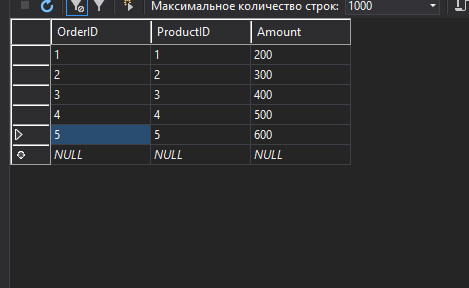 Максимальное количество строк: 1000
OrderID ProductID Amount
1 1 200
2 2 300
3 3 400
4 4 500
5 5 600
NULL NULL NULL